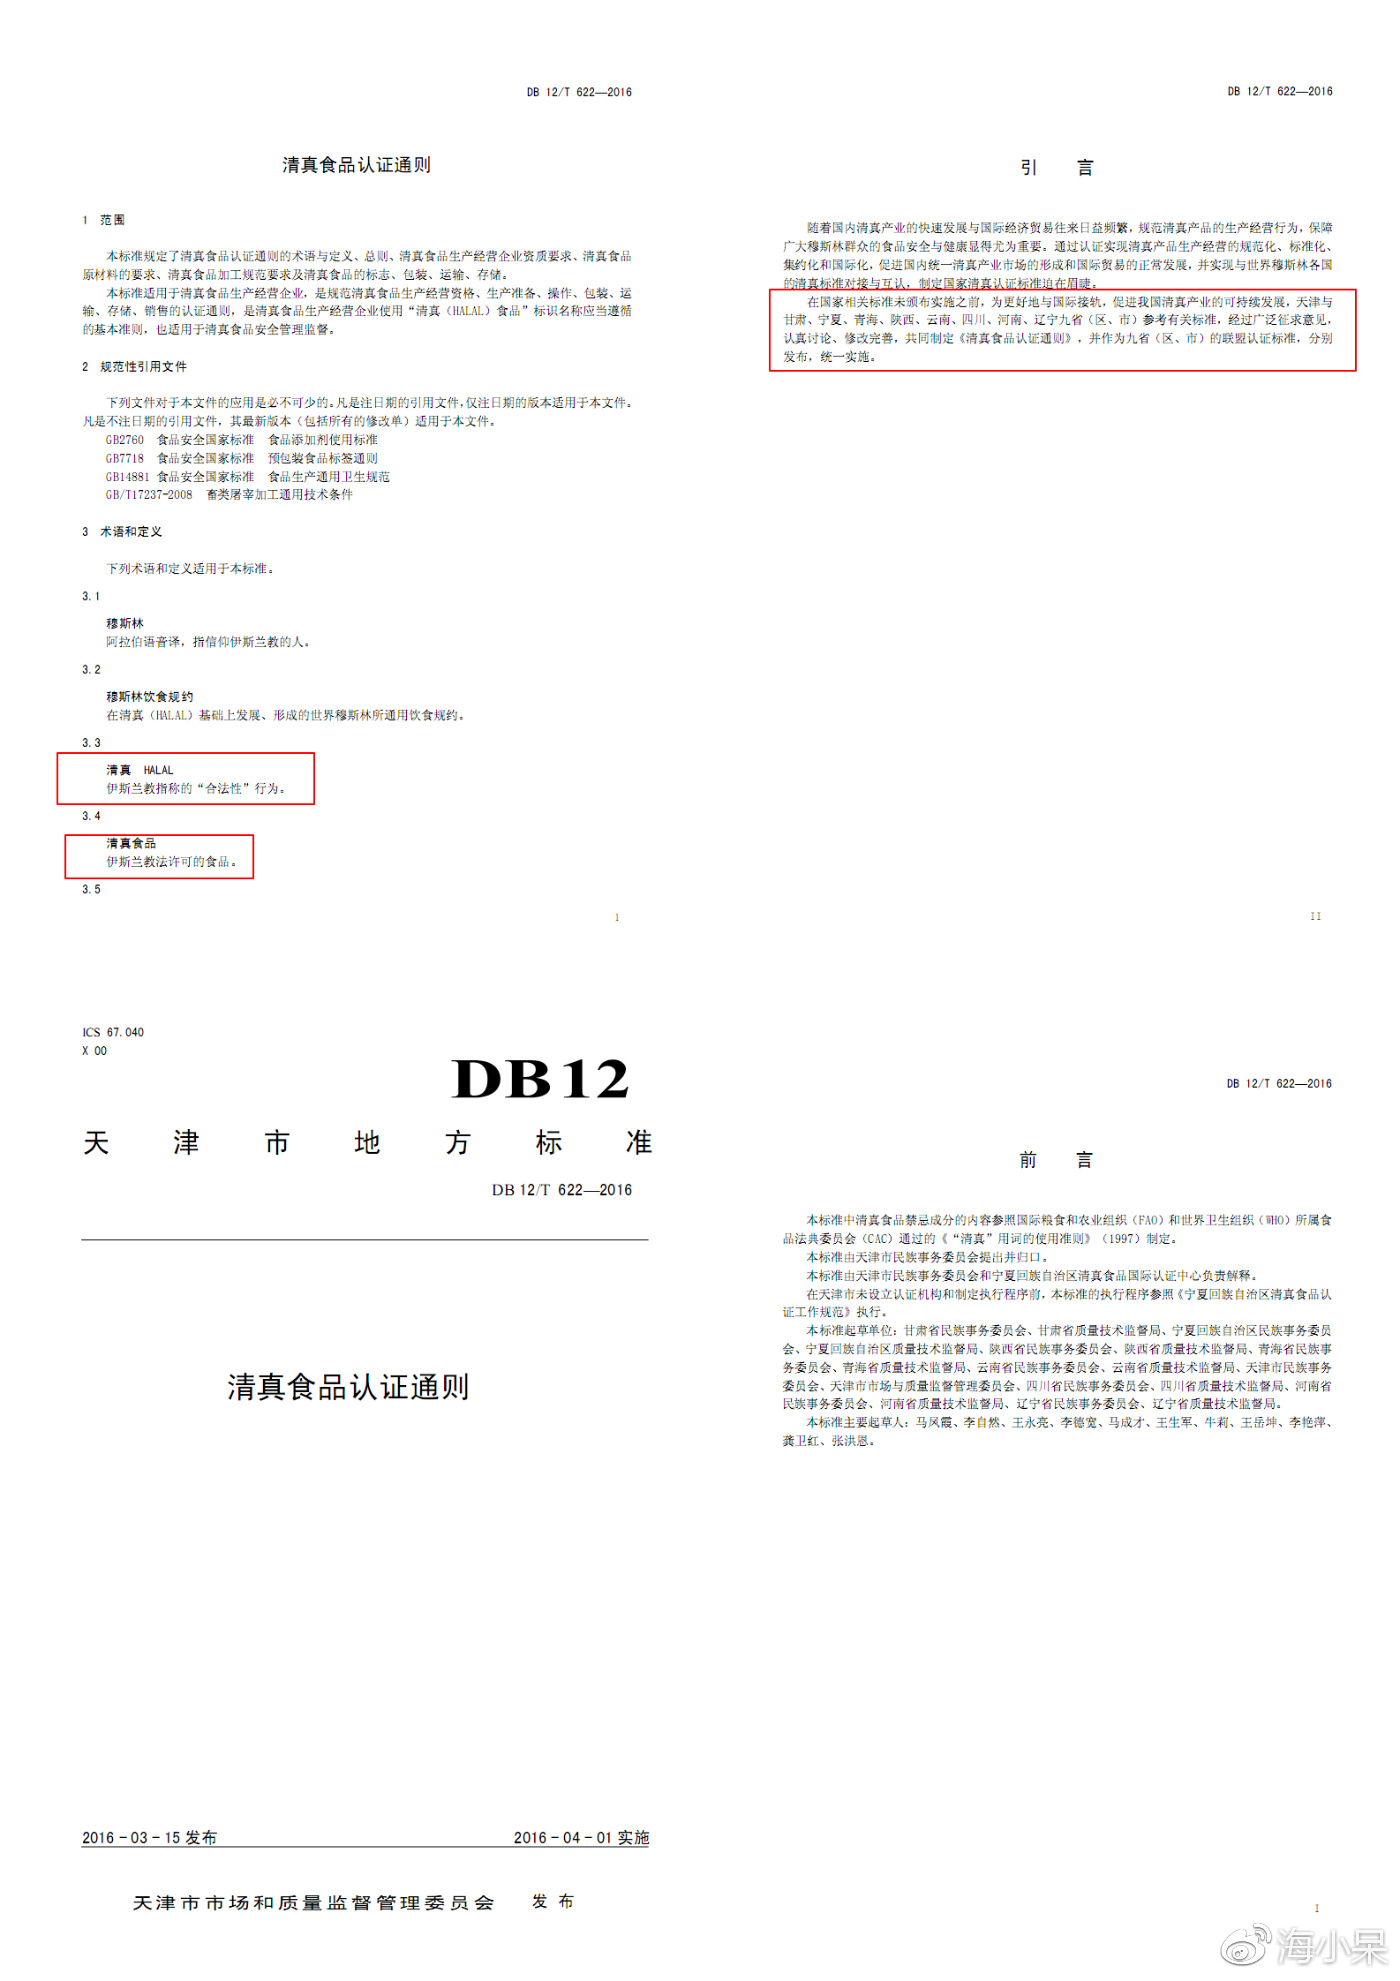 DB 12/T 622—2016
清真食品认证通则
1 范围
本标准规定了清真食品认证通则的术语与定义、总则、清真食品生产经营企业资质要求、清真食品
原材料的要求、清真食品加工规范要求及清真食品的标志、包装、运输、存储。
本标准适用于清真食品生产经营企业，是规范清真食品生产经营资格、生产准备、操作、包装、运
输、存储、销售的认证通则，是清真食品生产经营企业使用“清真（HALAL）食品”标识名称应当遵循
的基本准则，也适用于清真食品安全管理监督。
2 规范性引用文件
下列文件对于本文件的应用是必不可少的。凡是注日期的引用文件，仅注日期的版本适用于本文件。
凡是不注日期的引用文件，其最新版本（包括所有的修改单）适用于本文件。
GB2760 食品安全国家标准 食品添加剂使用标准
GB7718 食品安全国家标准 预包装食品标签通则
GB14881 食品安全国家标准 食品生产通用卫生规范
GB/T17237-2008 畜类屠宰加工通用技术条件
3 术语和定义
下列术语和定义适用于本标准。
3.1
穆斯林
阿拉伯语音译，指信仰伊斯兰教的人。
3.2
穆斯林饮食规约
在清真（HALAL）基础上发展、形成的世界穆斯林所通用饮食规约。
3.3
清真 HALAL
伊斯兰教指称的“合法性”行为。
3.4
清真食品
伊斯兰教法许可的食品。
3.5
1
DB 12/T 622—2016
引 言
随着国内清真产业的快速发展与国际经济贸易往来日益频繁，规范清真产品的生产经营行为，保障
广大穆斯林群众的食品安全与健康显得尤为重要。通过认证实现清真产品生产经营的规范化、标准化、
集约化和国际化，促进国内统一清真产业市场的形成和国际贸易的正常发展，并实现与世界穆斯林各国
的清真标准对接与互认，制定国家清真认证标准迫在眉睫。
在国家相关标准未颁布实施之前，为更好地与国际接轨，促进我国清真产业的可持续发展，天津与
甘肃、宁夏、青海、陕西、云南、四川、河南、辽宁九省（区、市）参考有关标准，经过广泛征求意见，
认真讨论、修改完善，共同制定《清真食品认证通则》，并作为九省（区、市）的联盟认证标准，分别
发布，统一实施。
II
ICS 67.040
X 00
DB12
天津市地方标准
DB 12/T 622—2016
清真食品认证通则
2016-03-15 发布
2016-04-01 实施
天津市市场和质量监督管理委员会 发布
DB 12/T 622—2016
前 言
本标准中清真食品禁忌成分的内容参照国际粮食和农业组织（FAO）和世界卫生组织（WHO）所属食
品法典委员会（CAC）通过的《“清真”用词的使用准则》（1997）制定。
本标准由天津市民族事务委员会提出并归口。
本标准由天津市民族事务委员会和宁夏回族自治区清真食品国际认证中心负责解释。
在天津市未设立认证机构和制定执行程序前，本标准的执行程序参照《宁夏回族自治区清真食品认
证工作规范》执行。
本标准起草单位：甘肃省民族事务委员会、甘肃省质量技术监督局、宁夏回族自治区民族事务委员
会、宁夏回族自治区质量技术监督局、陕西省民族事务委员会、陕西省质量技术监督局、青海省民族事
务委员会、青海省质量技术监督局、云南省民族事务委员会、云南省质量技术监督局、天津市民族事务
委员会、天津市市场与质量监督管理委员会、四川省民族事务委员会、四川省质量技术监督局、河南省
民族事务委员会、河南省质量技术监督局、辽宁省民族事务委员会、辽宁省质量技术监督局。
本标准主要起草人：马凤霞、李自然、王永亮、李德宽、马成才、王生军、牛莉、王岳坤、李艳萍、
龚卫红、张洪恩。
I
海小呆